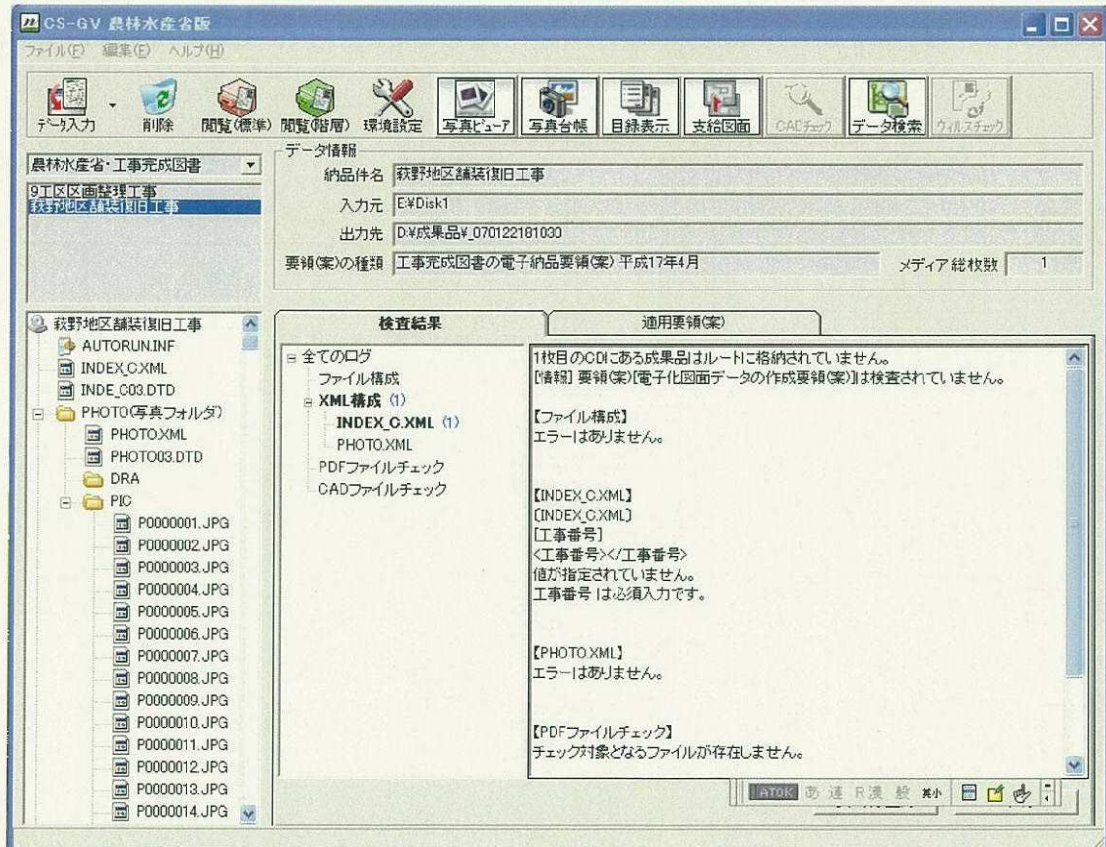 CS-GV 農林水産省版
ファイル(F) 編集(E) ヘルプ(H)
データ入力 削除 閲覧(標準) 閲覧(階層) 環境設定 写真ビューア 写真台帳 目録表示 支給図面 CADチェック データ検索 ウィルスチェック
農林水産省・工事完成図書
9工区区画整理工事
萩野地区舗装復旧工事
データ情報
納品件名 萩野地区舗装復旧工事
入力元 E:¥Disk1
出力先 D:¥成果品¥_070122181030
要領(案)の種類 工事完成図書の電子納品要領(案) 平成17年4月 メディア総枚数 1
萩野地区舗装復旧工事
AUTORUN.INF
INDEX_C.XML
INDE_C03.DTD
PHOTO(写真フォルダ)
PHOTO.XML
PHOTO03.DTD
DRA
PIC
P0000001.JPG
P0000002.JPG
P0000003.JPG
P0000004.JPG
P0000005.JPG
P0000006.JPG
P0000007.JPG
P0000008.JPG
P0000009.JPG
P0000010.JPG
P0000011.JPG
P0000012.JPG
P0000013.JPG
P0000014.JPG
検査結果 適用要領(案)
全てのログ
ファイル構成
XML構成 (1)
INDEX_C.XML (1)
PHOTO.XML
PDFファイルチェック
CADファイルチェック
1枚目のCDにある成果品はルートに格納されていません。
[情報] 要領(案)[電子化図面データの作成要領(案)]は検査されていません。
【ファイル構成】
エラーはありません。
【INDEX_C.XML】
[INDEX_C.XML]
[工事番号]
<工事番号></工事番号>
値が指定されていません。
工事番号 は必須入力です。
【PHOTO.XML】
エラーはありません。
【PDFファイルチェック】
チェック対象となるファイルが存在しません。
ATOK あ 連 R漢 般 英小